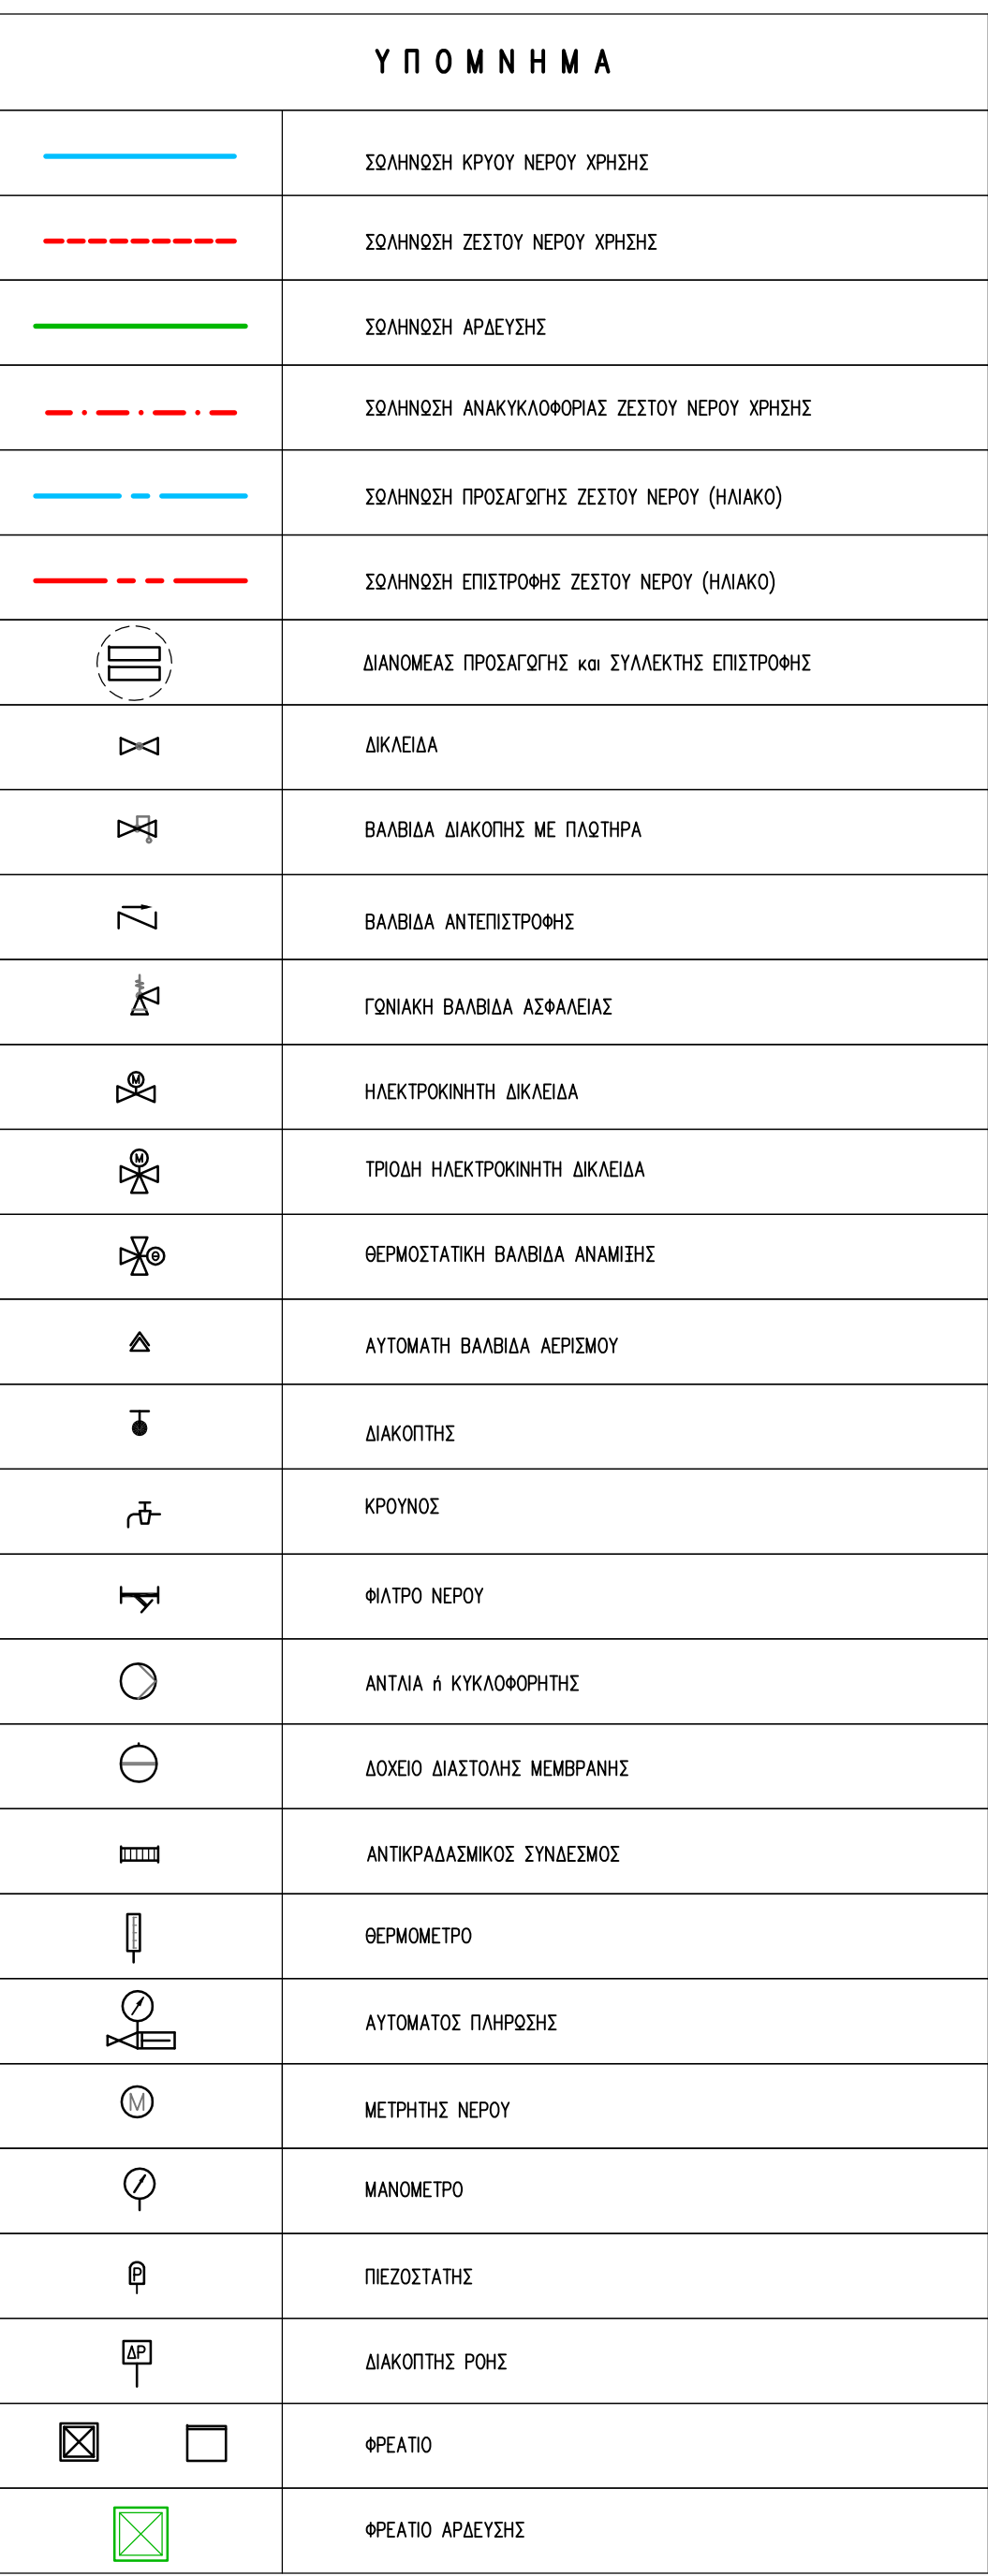 ΥΠΟΜΝΗΜΑ
ΣΩΛΗΝΩΣΗ ΚΡΥΟΥ ΝΕΡΟΥ ΧΡΗΣΗΣ
ΣΩΛΗΝΩΣΗ ΖΕΣΤΟΥ ΝΕΡΟΥ ΧΡΗΣΗΣ
ΣΩΛΗΝΩΣΗ ΑΡΔΕΥΣΗΣ
ΣΩΛΗΝΩΣΗ ΑΝΑΚΥΚΛΟΦΟΡΙΑΣ ΖΕΣΤΟΥ ΝΕΡΟΥ ΧΡΗΣΗΣ
ΣΩΛΗΝΩΣΗ ΠΡΟΣΑΓΩΓΗΣ ΖΕΣΤΟΥ ΝΕΡΟΥ (ΗΛΙΑΚΟ)
ΣΩΛΗΝΩΣΗ ΕΠΙΣΤΡΟΦΗΣ ΖΕΣΤΟΥ ΝΕΡΟΥ (ΗΛΙΑΚΟ)
ΔΙΑΝΟΜΕΑΣ ΠΡΟΣΑΓΩΓΗΣ και ΣΥΛΛΕΚΤΗΣ ΕΠΙΣΤΡΟΦΗΣ
ΔΙΚΛΕΙΔΑ
ΒΑΛΒΙΔΑ ΔΙΑΚΟΠΗΣ ΜΕ ΠΛΩΤΗΡΑ
ΒΑΛΒΙΔΑ ΑΝΤΕΠΙΣΤΡΟΦΗΣ
ΓΩΝΙΑΚΗ ΒΑΛΒΙΔΑ ΑΣΦΑΛΕΙΑΣ
M ΗΛΕΚΤΡΟΚΙΝΗΤΗ ΔΙΚΛΕΙΔΑ
M ΤΡΙΟΔΗ ΗΛΕΚΤΡΟΚΙΝΗΤΗ ΔΙΚΛΕΙΔΑ
Θ ΘΕΡΜΟΣΤΑΤΙΚΗ ΒΑΛΒΙΔΑ ΑΝΑΜΙΞΗΣ
ΑΥΤΟΜΑΤΗ ΒΑΛΒΙΔΑ ΑΕΡΙΣΜΟΥ
ΔΙΑΚΟΠΤΗΣ
ΚΡΟΥΝΟΣ
ΦΙΛΤΡΟ ΝΕΡΟΥ
ΑΝΤΛΙΑ ή ΚΥΚΛΟΦΟΡΗΤΗΣ
ΔΟΧΕΙΟ ΔΙΑΣΤΟΛΗΣ ΜΕΜΒΡΑΝΗΣ
ΑΝΤΙΚΡΑΔΑΣΜΙΚΟΣ ΣΥΝΔΕΣΜΟΣ
ΘΕΡΜΟΜΕΤΡΟ
ΑΥΤΟΜΑΤΟΣ ΠΛΗΡΩΣΗΣ
M ΜΕΤΡΗΤΗΣ ΝΕΡΟΥ
ΜΑΝΟΜΕΤΡΟ
P ΠΙΕΖΟΣΤΑΤΗΣ
ΔΡ ΔΙΑΚΟΠΤΗΣ ΡΟΗΣ
ΦΡΕΑΤΙΟ
ΦΡΕΑΤΙΟ ΑΡΔΕΥΣΗΣ